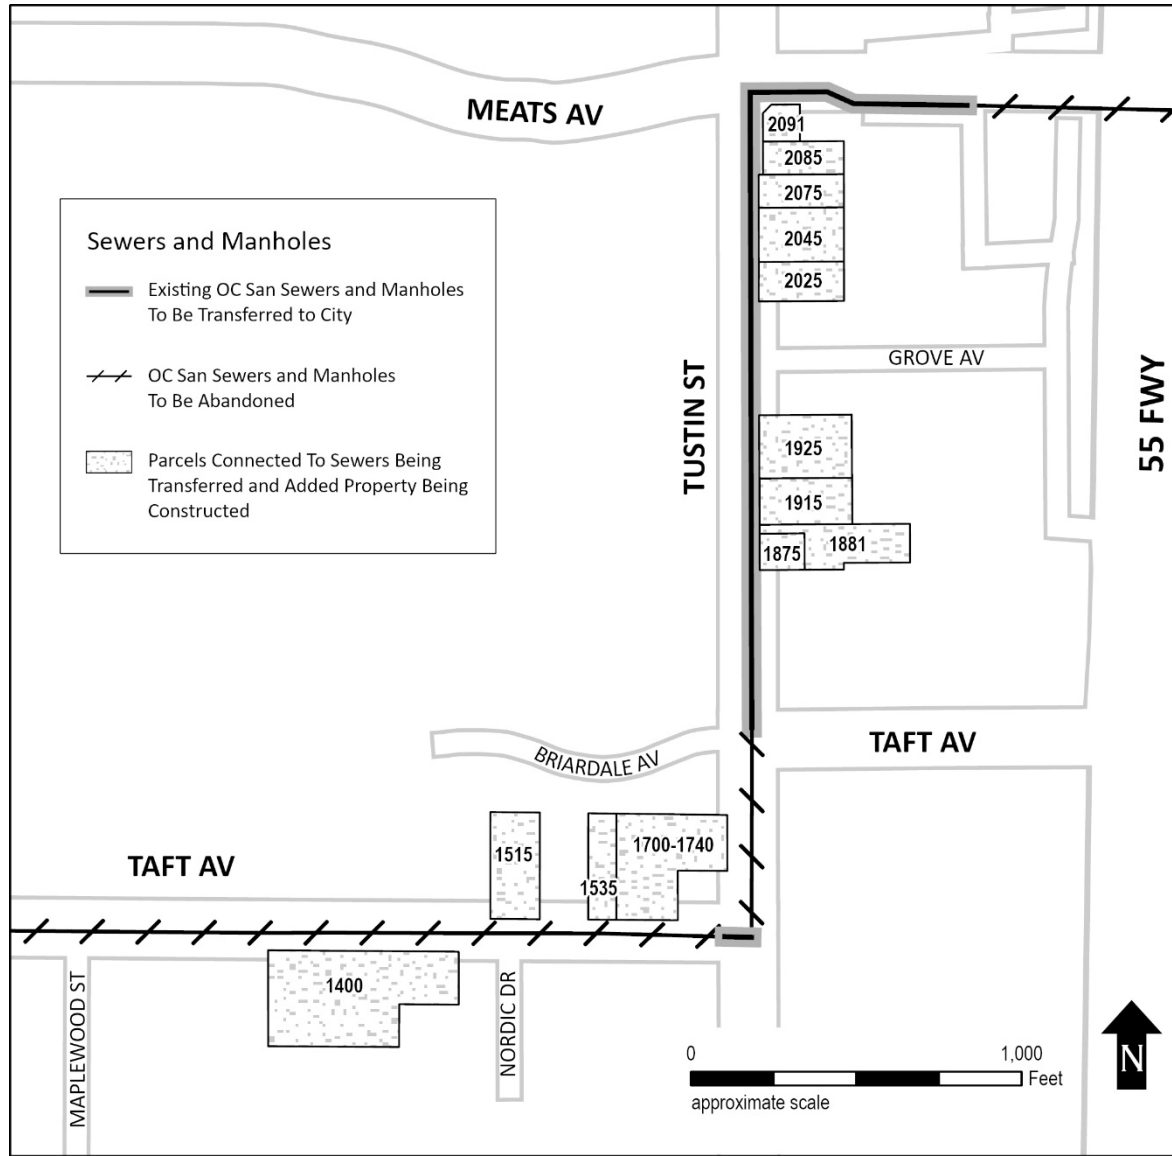 MEATS AV
2091
2085
2075
2045
2025
Sewers and Manholes
Existing OC San Sewers and Manholes
To Be Transferred to City
OC San Sewers and Manholes
To Be Abandoned
Parcels Connected To Sewers Being
Transferred and Added Property Being
Constructed
TUSTIN ST
GROVE AV
55 FWY
1925
1915
1881
1875
BRIARDALE AV
TAFT AV
TAFT AV
1515
1535
1700-1740
1400
MAPLEWOOD ST
NORDIC DR
0
1,000
Feet
approximate scale
N